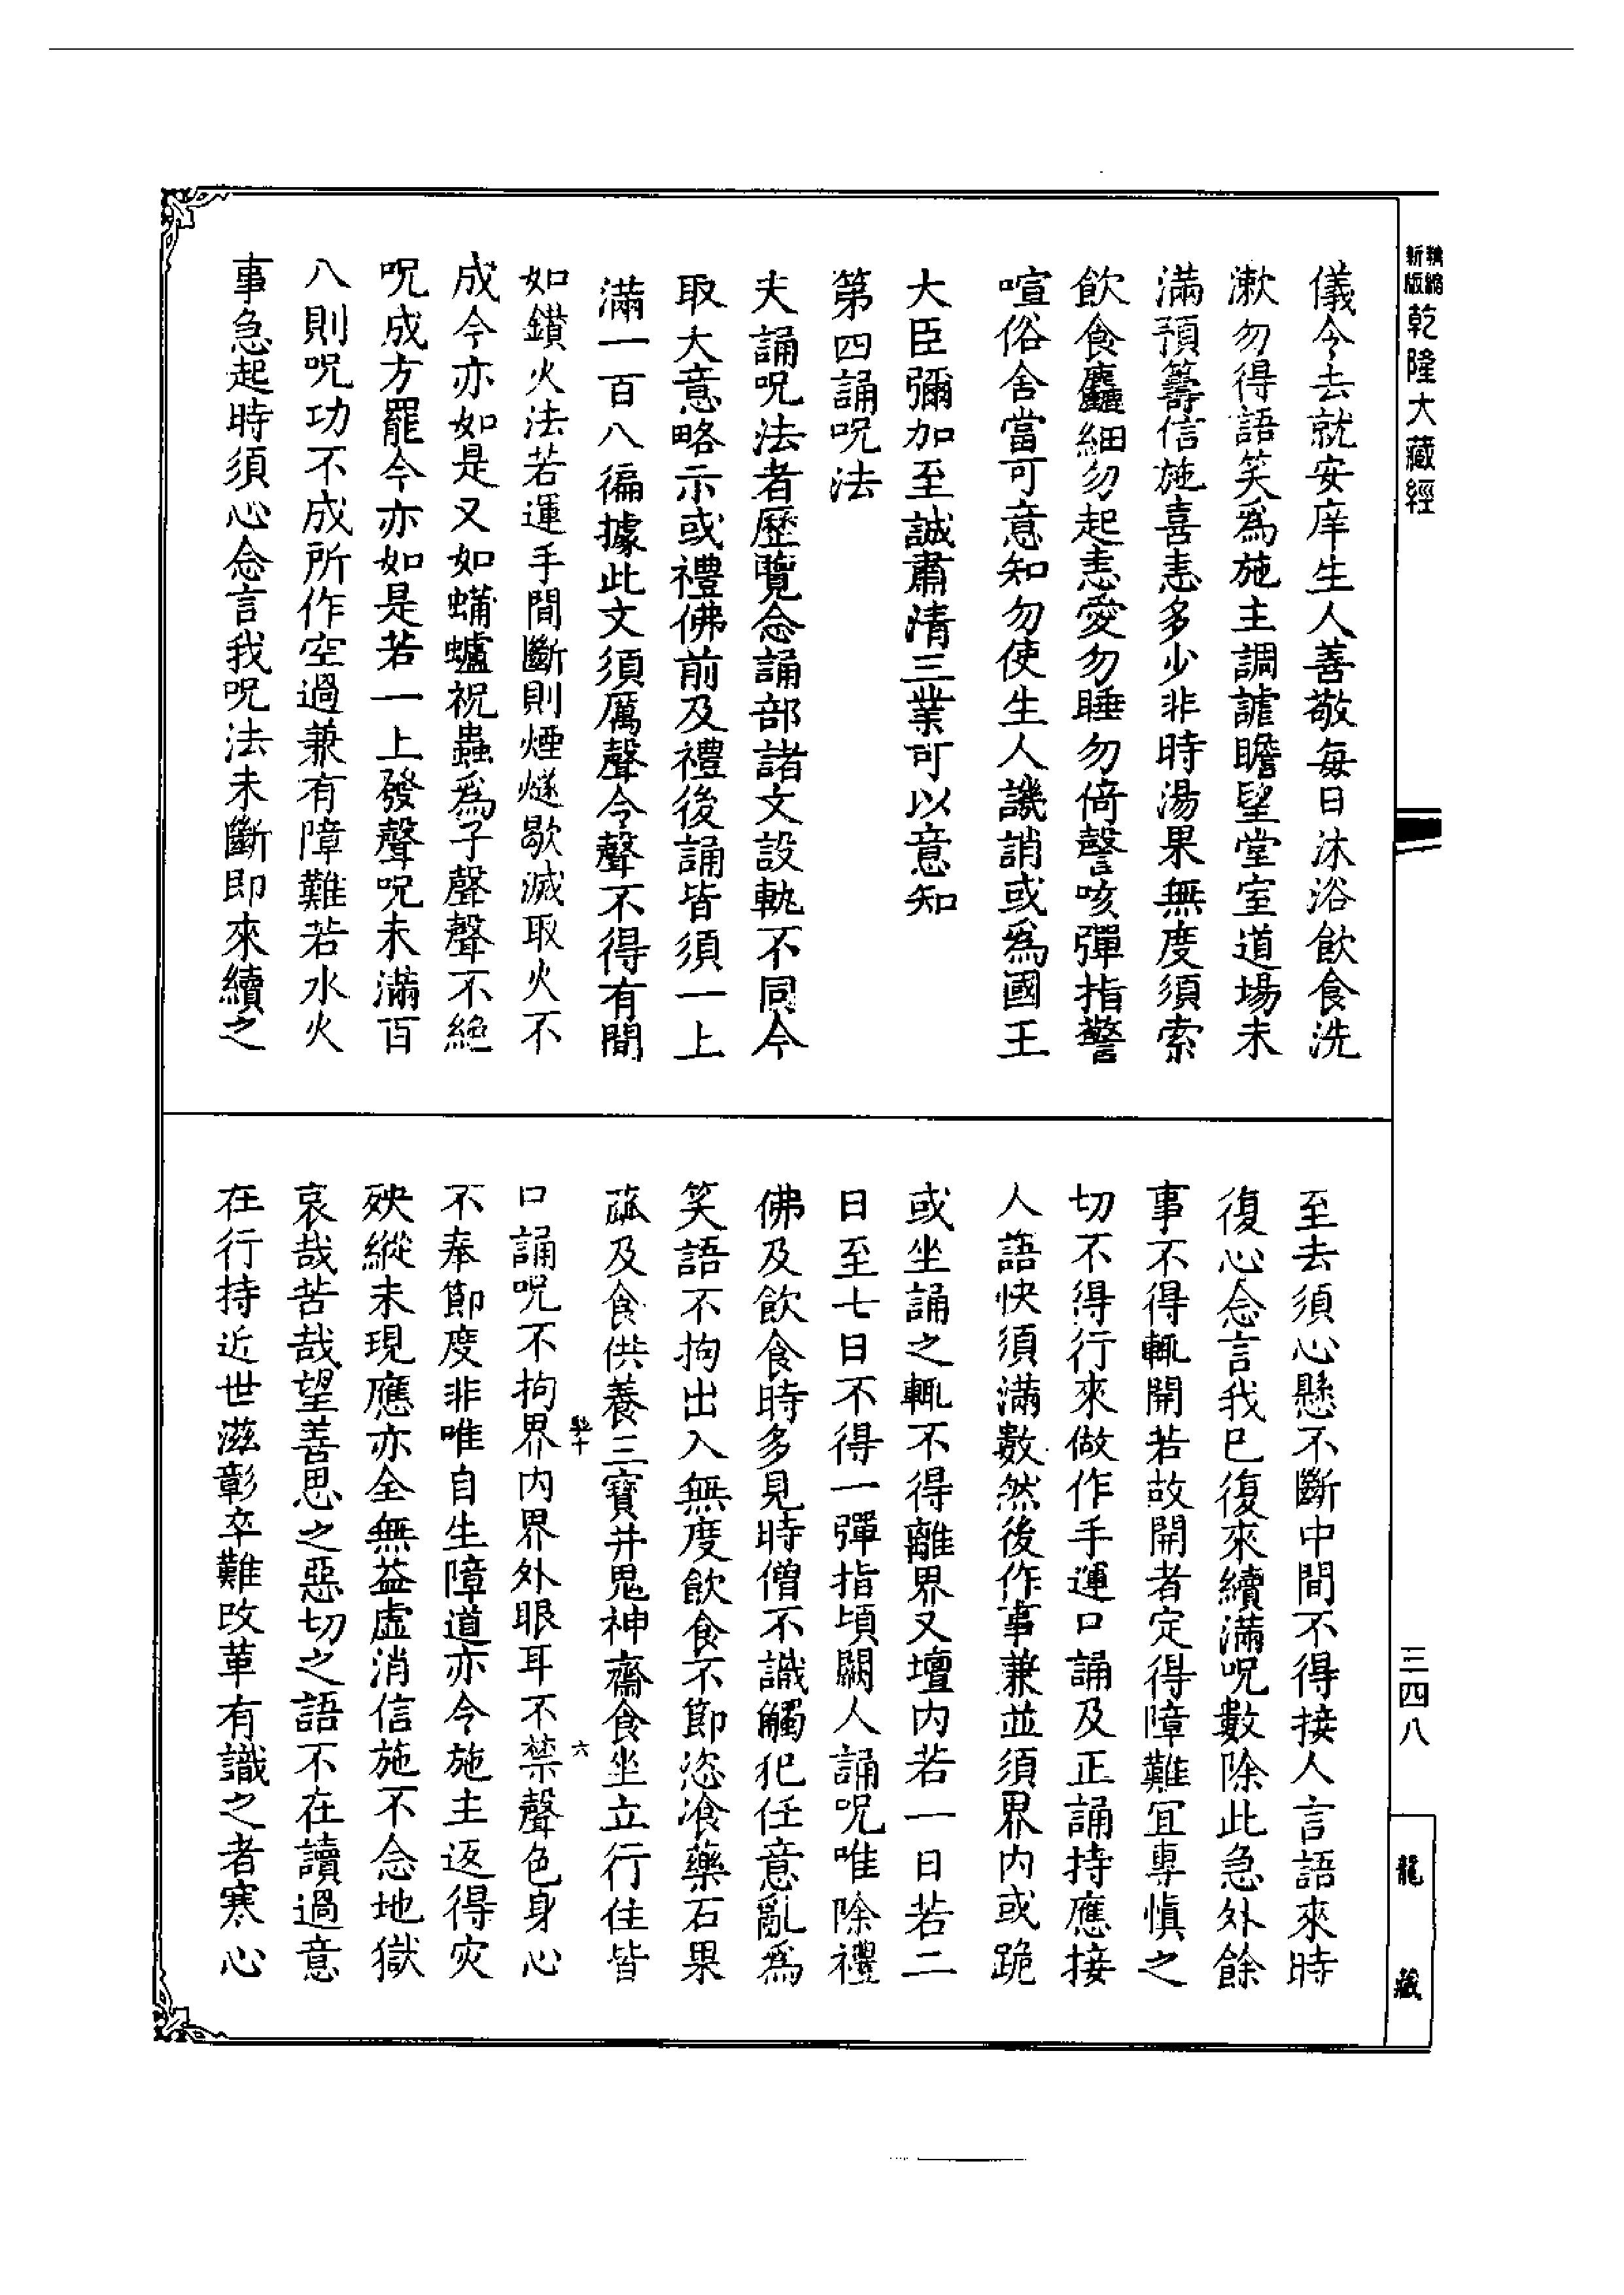 新版
乾隆大藏經
儀令去就安庠生人善敬每日沐浴飲食洗
漱勿得語笑為施主調謔瞻望堂室道場未
滿預籌信施喜恚多少非時湯果無度須索
飲食麤細勿起恚愛勿睡勿倚謦咳彈指警
喧俗舍當可意知勿使生人譏誚或為國王
大臣彌加至誠肅清三業可以意知
第四誦呪法
夫誦呪法者歷覽念誦部諸文設軌不同今
取大意略示或禮佛前及禮後誦皆須一上
滿一百八徧據此文須厲聲令聲不得有間
如鑚火法若運手間斷則煙燧歇滅取火不
成今亦如是又如蟎蠦祝蟲為子聲聲不絶
呪成方罷今亦如是若一上發聲呪未滿百
八則呪功不成所作空過兼有障難若水火
事急起時須心念言我呪法未斷即來續之
至去須心懸不斷中間不得接人言語來時
復心念言我已復來續滿呪數除此急外餘
事不得輒開若故開者定得障難宜專慎之
切不得行來做作手運口誦及正誦持應接
人語快須滿數然後作事兼並須界内或跪
或坐誦之輒不得離界又壇内若一日若二
日至七日不得一彈指頃闕人誦呪唯除禮
佛及飲食時多見時僧不識觸犯任意亂為
笑語不拘出入無度飲食不節恣飡藥石果
蓏及食供養三寶并鬼神齋食坐立行住皆
口誦呪不拘界内界外眼耳不禁聲色身心
不奉節度非唯自生障道亦令施主返得灾
殃縱未現應亦全無益虛消信施不念地獄
哀哉苦哉望善思之惡切之語不在讀過意
在行持近世滋彰卒難改革有識之者寒心
六
三四八
龍藏